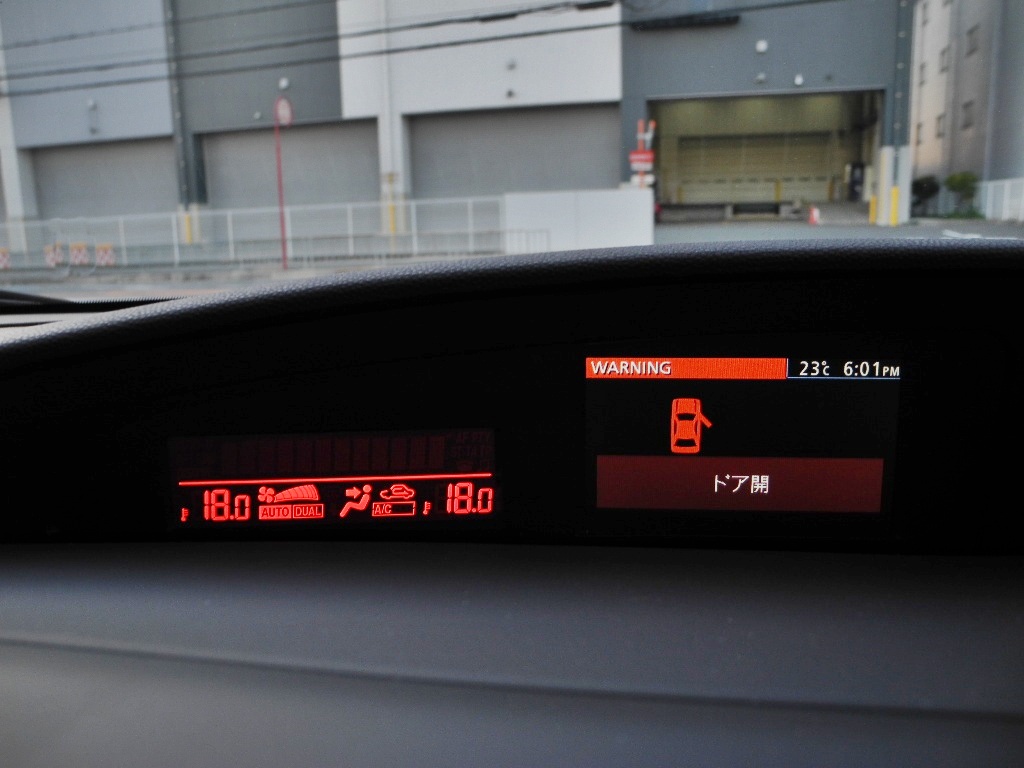 WARNING 23℃ 6:01PM
ドア開
18.0 AUTO DUAL A/C 18.0